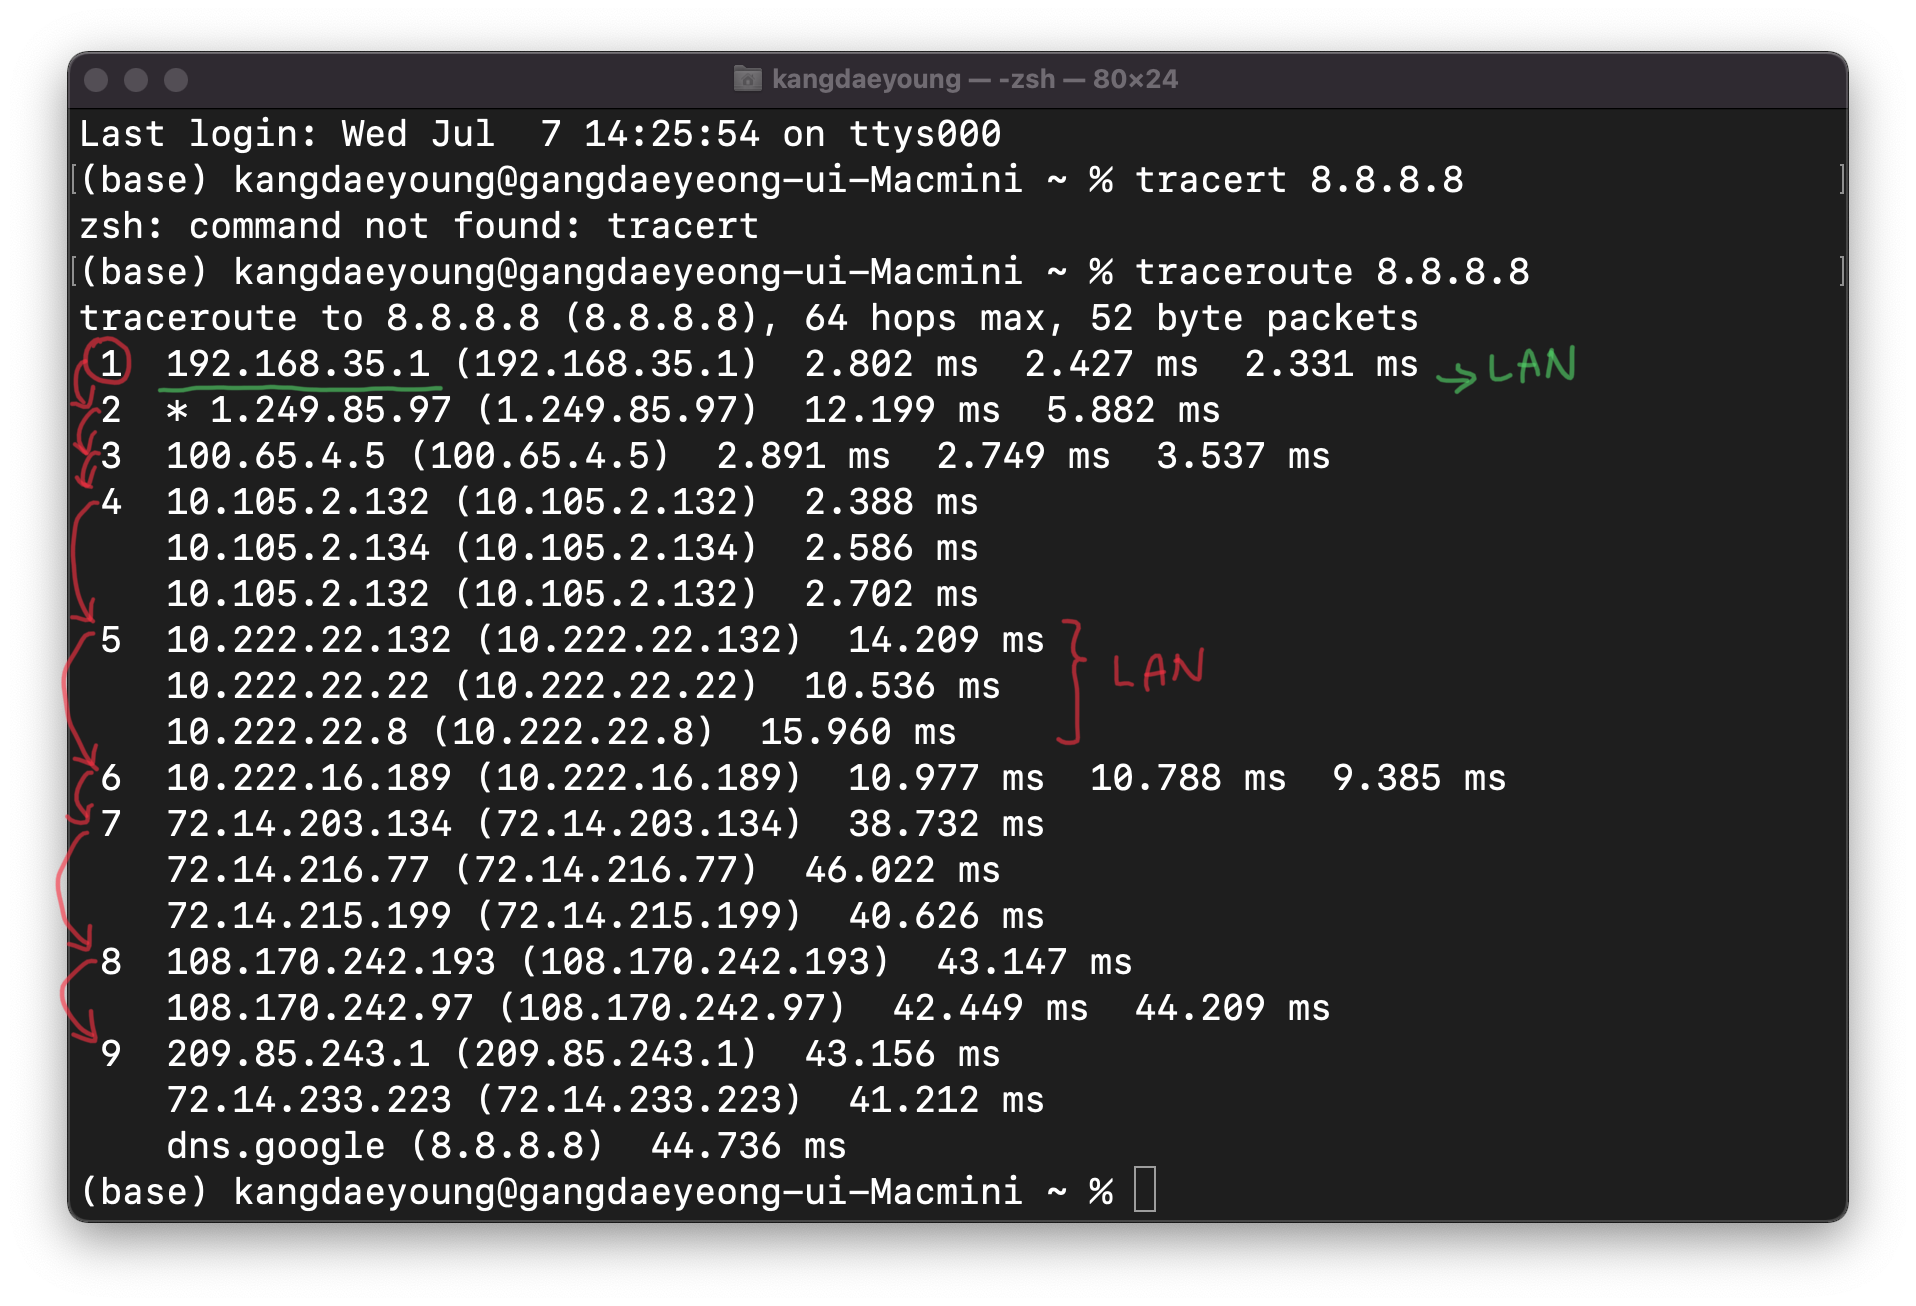 kangdaeyoung — -zsh — 80×24
Last login: Wed Jul  7 14:25:54 on ttys000
[(base) kangdaeyoung@gangdaeyeong-ui-Macmini ~ % tracert 8.8.8.8 ]
zsh: command not found: tracert
[(base) kangdaeyoung@gangdaeyeong-ui-Macmini ~ % traceroute 8.8.8.8 ]
traceroute to 8.8.8.8 (8.8.8.8), 64 hops max, 52 byte packets
1  192.168.35.1 (192.168.35.1)  2.802 ms  2.427 ms  2.331 ms → LAN
2  * 1.249.85.97 (1.249.85.97)  12.199 ms  5.882 ms
3  100.65.4.5 (100.65.4.5)  2.891 ms  2.749 ms  3.537 ms
4  10.105.2.132 (10.105.2.132)  2.388 ms
10.105.2.134 (10.105.2.134)  2.586 ms
10.105.2.132 (10.105.2.132)  2.702 ms
5  10.222.22.132 (10.222.22.132)  14.209 ms
10.222.22.22 (10.222.22.22)  10.536 ms } LAN
10.222.22.8 (10.222.22.8)  15.960 ms
6  10.222.16.189 (10.222.16.189)  10.977 ms  10.788 ms  9.385 ms
7  72.14.203.134 (72.14.203.134)  38.732 ms
72.14.216.77 (72.14.216.77)  46.022 ms
72.14.215.199 (72.14.215.199)  40.626 ms
8  108.170.242.193 (108.170.242.193)  43.147 ms
108.170.242.97 (108.170.242.97)  42.449 ms  44.209 ms
9  209.85.243.1 (209.85.243.1)  43.156 ms
72.14.233.223 (72.14.233.223)  41.212 ms
dns.google (8.8.8.8)  44.736 ms
(base) kangdaeyoung@gangdaeyeong-ui-Macmini ~ %